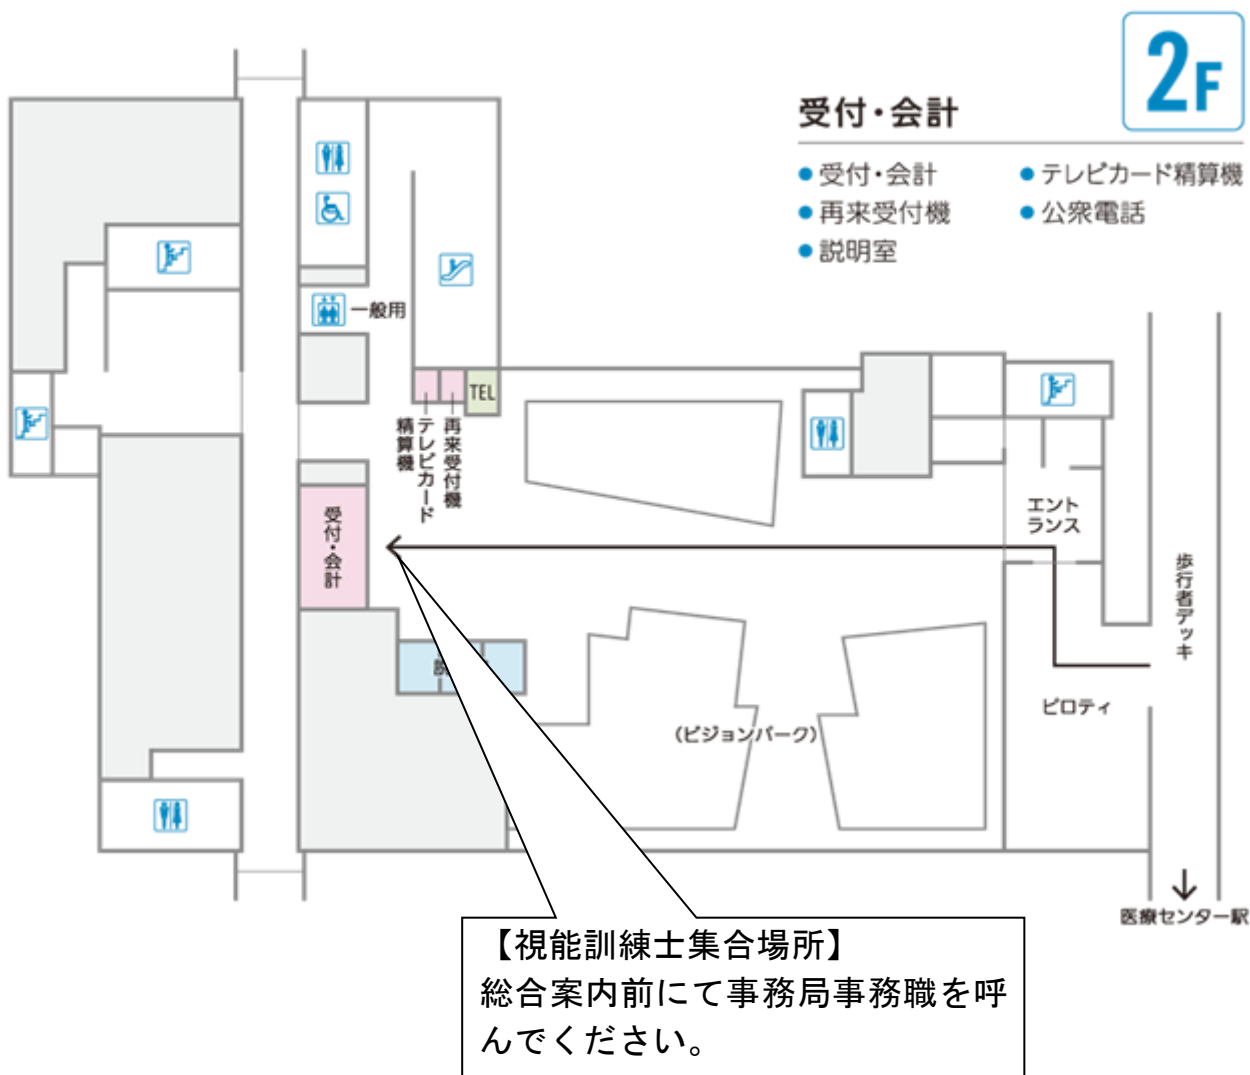 2F
受付・会計
●受付・会計
●テレビカード精算機
●再来受付機
●公衆電話
●説明室
一般用
TEL
テレビカード
精算機
再来受付機
エント
ランス
受付・会計
歩行者デッキ
ピロティ
(ビジョンパーク)
医療センター駅
【視能訓練士集合場所】
総合案内前にて事務局事務職を呼
んでください。